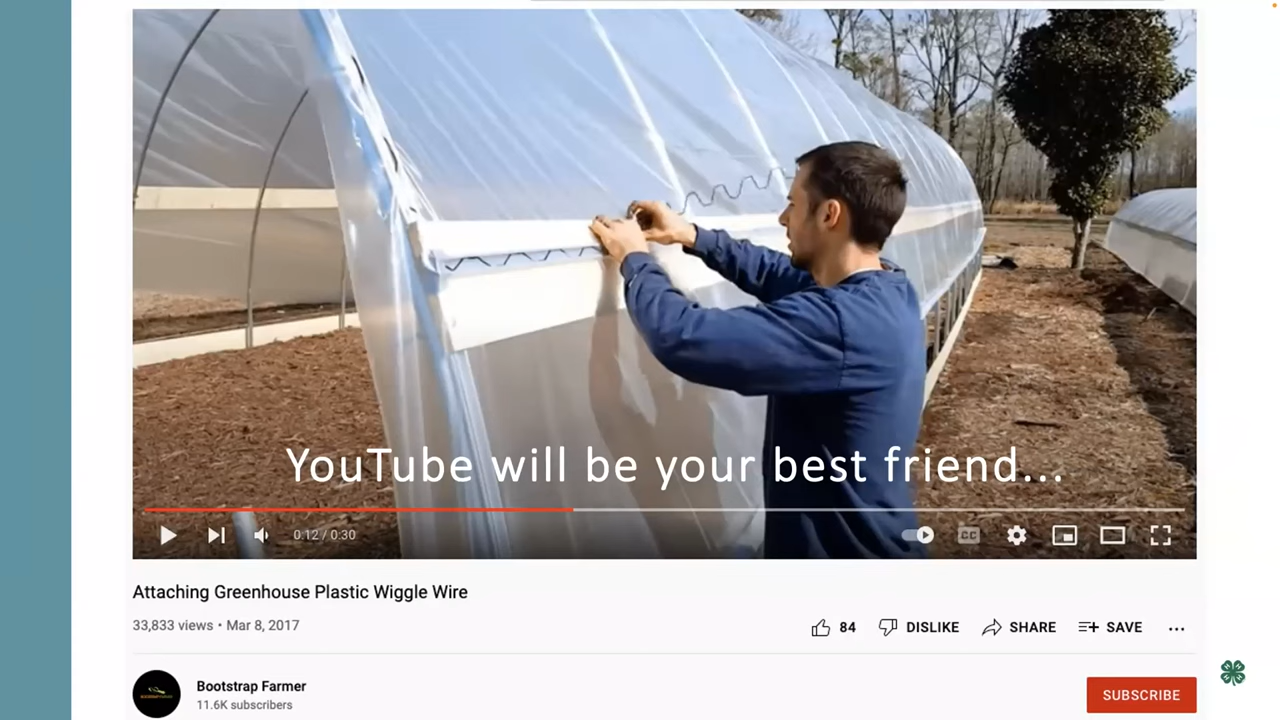 YouTube will be your best friend...
0:12 / 0:30
CC
Attaching Greenhouse Plastic Wiggle Wire
33,833 views • Mar 8, 2017
84 DISLIKE SHARE SAVE
Bootstrap Farmer
11.6K subscribers
SUBSCRIBE